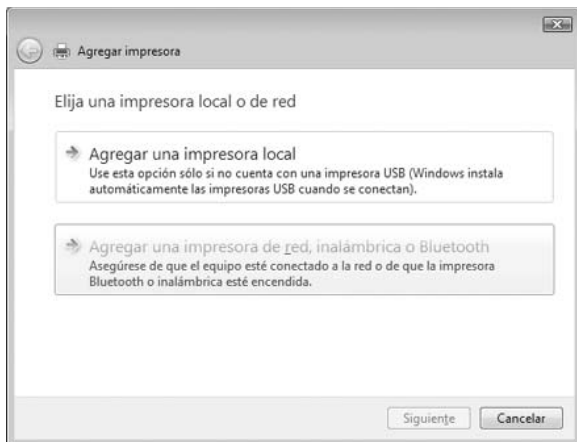 Agregar impresora
Elija una impresora local o de red
Agregar una impresora local
Use esta opción sólo si no cuenta con una impresora USB (Windows instala
automáticamente las impresoras USB cuando se conectan).
Agregar una impresora de red, inalámbrica o Bluetooth
Asegúrese de que el equipo esté conectado a la red o de que la impresora
Bluetooth o inalámbrica esté encendida.
Siguiente
Cancelar